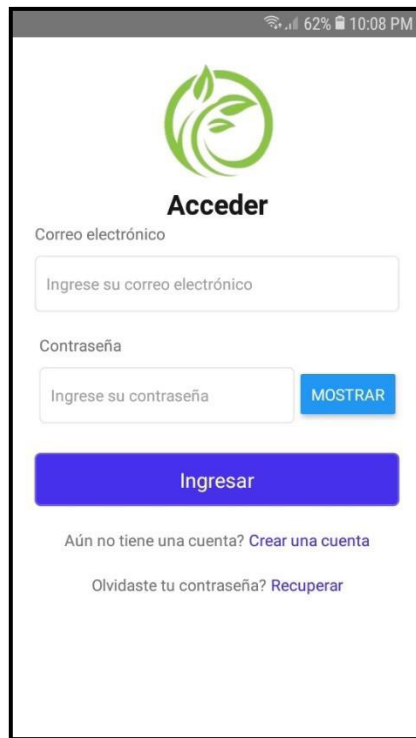 62% 10:08 PM
Acceder
Correo electrónico
Ingrese su correo electrónico
Contraseña
Ingrese su contraseña
MOSTRAR
Ingresar
Aún no tiene una cuenta? Crear una cuenta
Olvidaste tu contraseña? Recuperar